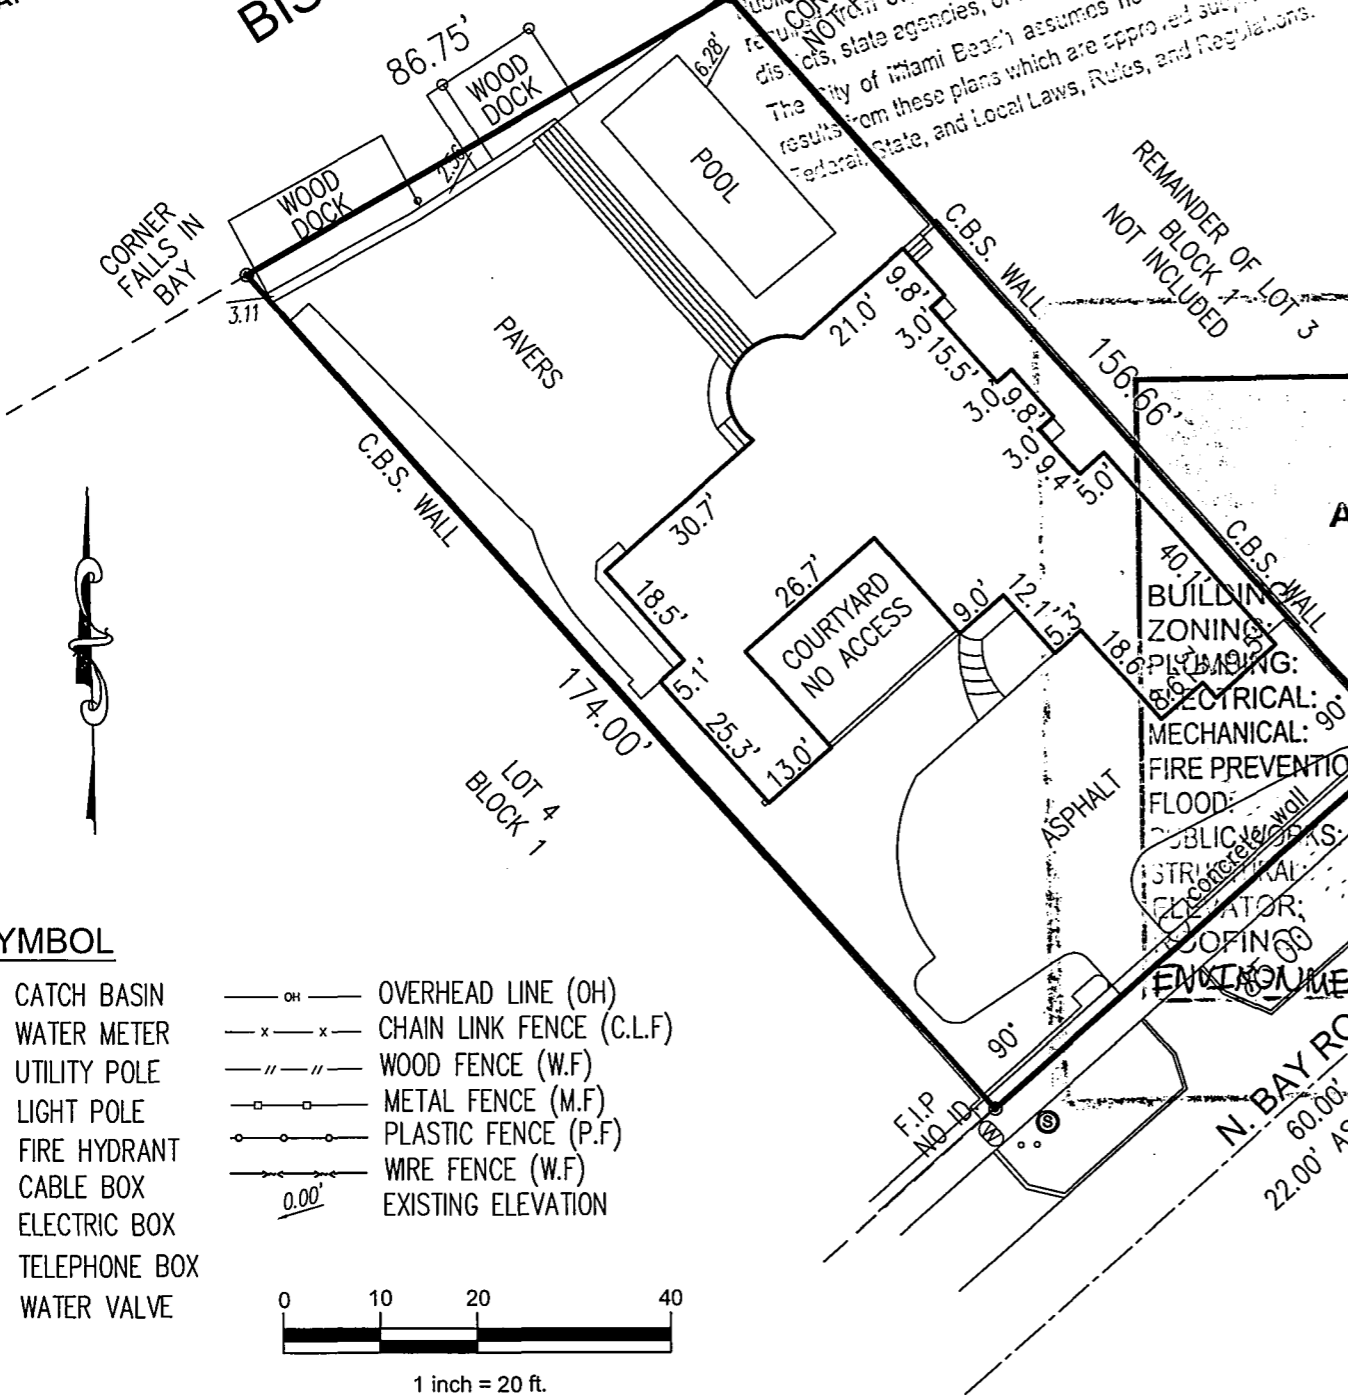 BIS
86.75'
WOOD
DOCK
WOOD
DOCK
2.56
6.28'
POOL
districts, state agencies, or
The City of Miami Beach assumes no
results from these plans which are approved
Federal, State, and Local Laws, Rules, and Regulations.
CORNER
FALLS IN
BAY
3.11
PAVERS
C.B.S. WALL
REMAINDER OF LOT 3
BLOCK 1
NOT INCLUDED
156.66'
21.0'
9.8'
3.0'
15.5'
3.0'
9.8'
3.0'
9.4'
5.0'
40.1'
C.B.S. WALL
C.B.S. WALL
30.7'
18.5'
5.1'
25.3'
13.0'
26.7'
COURTYARD
NO ACCESS
9.0'
12.1'
5.3'
18.6'
174.00'
LOT 4
BLOCK 1
ASPHALT
concrete wall
90°
90°
BUILDING:
ZONING:
PLUMBING:
ELECTRICAL:
MECHANICAL:
FIRE PREVENTIO
FLOOD:
PUBLIC WORKS:
STRUCTURAL:
ELEVATOR:
ROOFING
ENVIRONME
F.I.P
NO ID
W
S
N. BAY RO
60.00'
22.00' AS
YMBOL
CATCH BASIN
WATER METER
UTILITY POLE
LIGHT POLE
FIRE HYDRANT
CABLE BOX
ELECTRIC BOX
TELEPHONE BOX
WATER VALVE
OH OVERHEAD LINE (OH)
x x CHAIN LINK FENCE (C.L.F)
// // WOOD FENCE (W.F)
METAL FENCE (M.F)
PLASTIC FENCE (P.F)
WIRE FENCE (W.F)
0.00' EXISTING ELEVATION
0 10 20 40
1 inch = 20 ft.